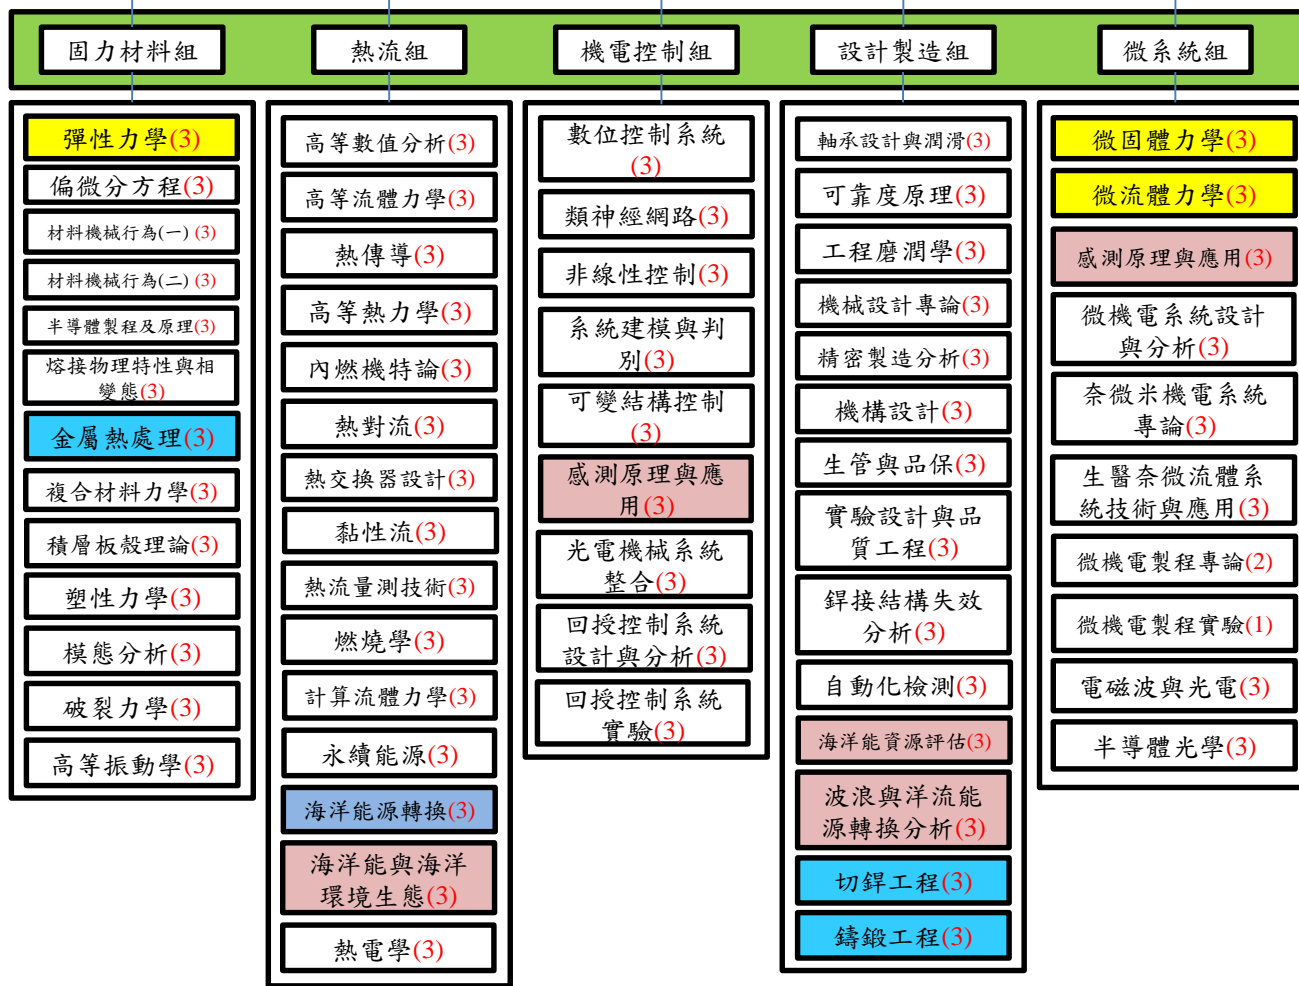 固力材料組
熱流組
機電控制組
設計製造組
微系統組
彈性力學(3)
偏微分方程(3)
材料機械行為(一)(3)
材料機械行為(二)(3)
半導體製程及原理(3)
熔接物理特性與相
變態(3)
金屬熱處理(3)
複合材料力學(3)
積層板殼理論(3)
塑性力學(3)
模態分析(3)
破裂力學(3)
高等振動學(3)
高等數值分析(3)
高等流體力學(3)
熱傳導(3)
高等熱力學(3)
內燃機特論(3)
熱對流(3)
熱交換器設計(3)
黏性流(3)
熱流量測技術(3)
燃燒學(3)
計算流體力學(3)
永續能源(3)
海洋能源轉換(3)
海洋能與海洋
環境生態(3)
熱電學(3)
數位控制系統
(3)
類神經網路(3)
非線性控制(3)
系統建模與判
別(3)
可變結構控制
(3)
感測原理與應
用(3)
光電機械系統
整合(3)
回授控制系統
設計與分析(3)
回授控制系統
實驗(3)
軸承設計與潤滑(3)
可靠度原理(3)
工程磨潤學(3)
機械設計專論(3)
精密製造分析(3)
機構設計(3)
生管與品保(3)
實驗設計與品
質工程(3)
銲接結構失效
分析(3)
自動化檢測(3)
海洋能資源評估(3)
波浪與洋流能
源轉換分析(3)
切銲工程(3)
鑄鍛工程(3)
微固體力學(3)
微流體力學(3)
感測原理與應用(3)
微機電系統設計
與分析(3)
奈微米機電系統
專論(3)
生醫奈微流體系
統技術與應用(3)
微機電製程專論(2)
微機電製程實驗(1)
電磁波與光電(3)
半導體光學(3)